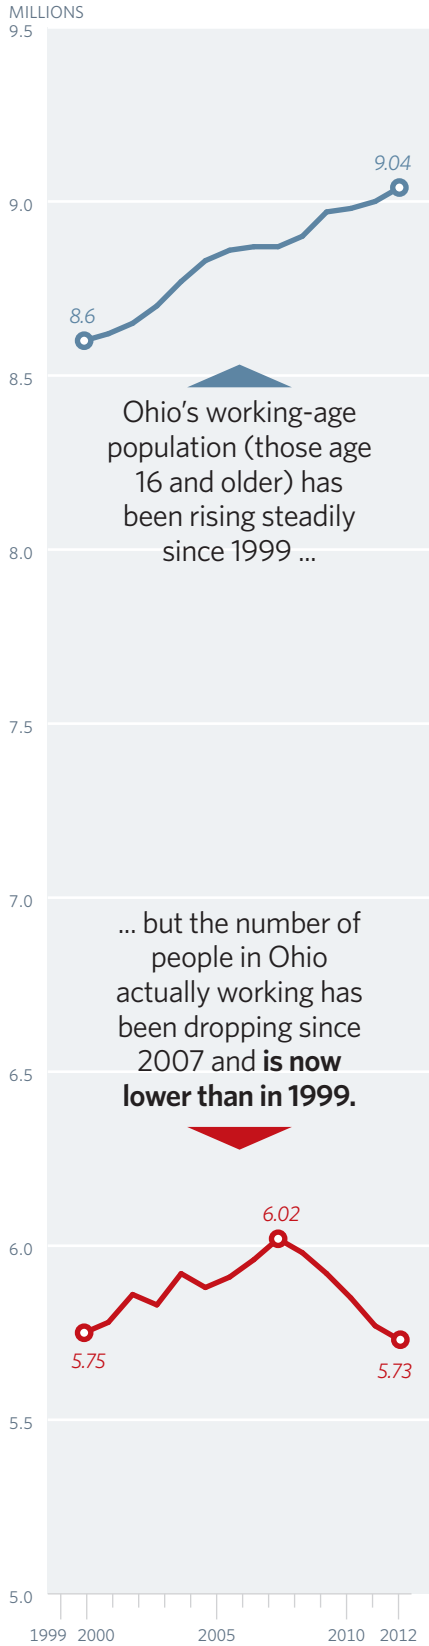 MILLIONS
9.5
9.04
9.0
8.6
8.5
Ohio's working-age
population (those age
16 and older) has
been rising steadily
since 1999 ...
8.0
7.5
7.0
... but the number of
people in Ohio
actually working has
been dropping since
2007 and is now
6.5
lower than in 1999.
6.02
6.0
5.75
5.73
5.5
5.0
1999 2000 2005 2010 2012